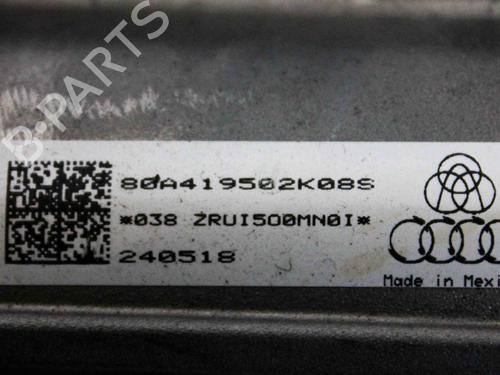 B-PARTS
80A419502K08S
*038 ZRUI500MN0I*
240518
Made in Mexi